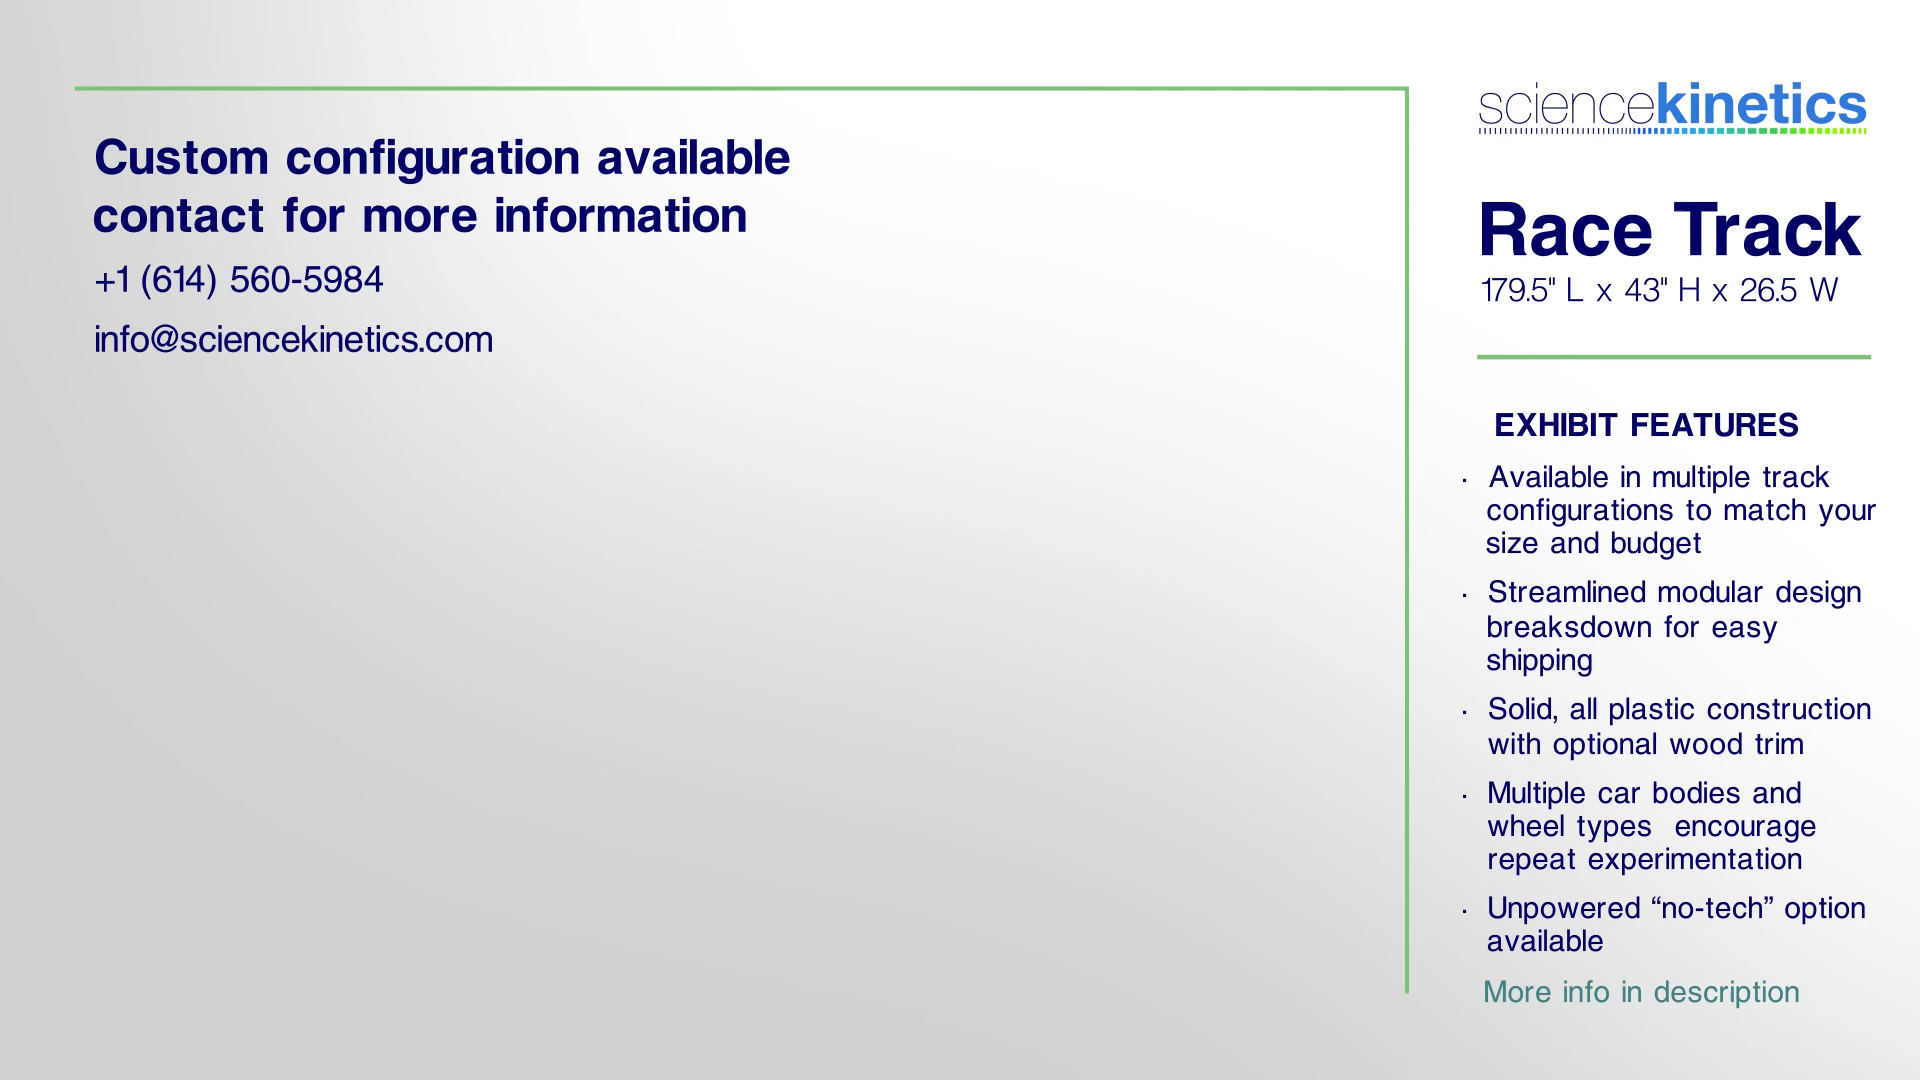 Custom configuration available
contact for more information
+1 (614) 560-5984
info@sciencekinetics.com
sciencekinetics
Race Track
179.5" L x 43" H x 26.5 W
EXHIBIT FEATURES
· Available in multiple track
configurations to match your
size and budget
· Streamlined modular design
breaksdown for easy
shipping
· Solid, all plastic construction
with optional wood trim
· Multiple car bodies and
wheel types encourage
repeat experimentation
· Unpowered “no-tech” option
available
More info in description